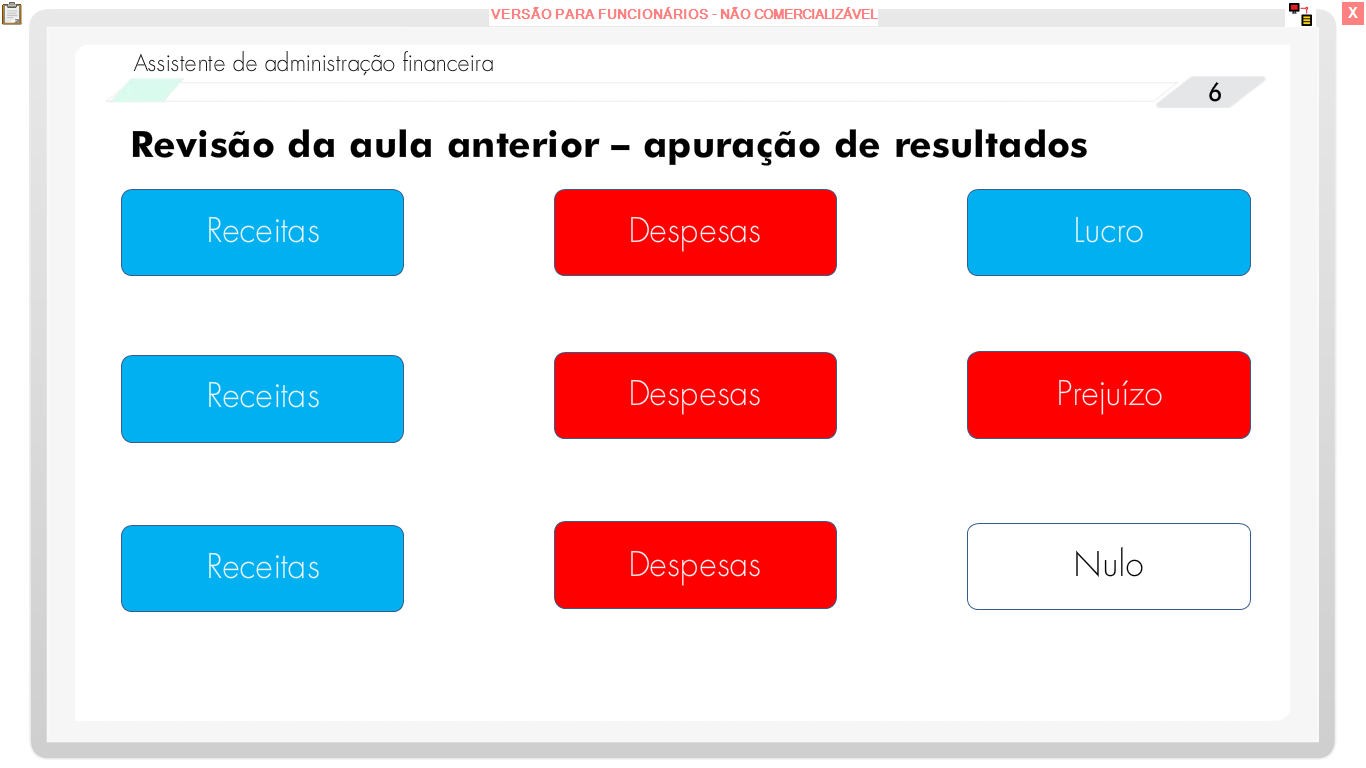 VERSÃO PARA FUNCIONÁRIOS - NÃO COMERCIALIZÁVEL
X
Assistente de administração financeira
6
Revisão da aula anterior – apuração de resultados
Receitas Despesas Lucro
Receitas Despesas Prejuízo
Receitas Despesas Nulo